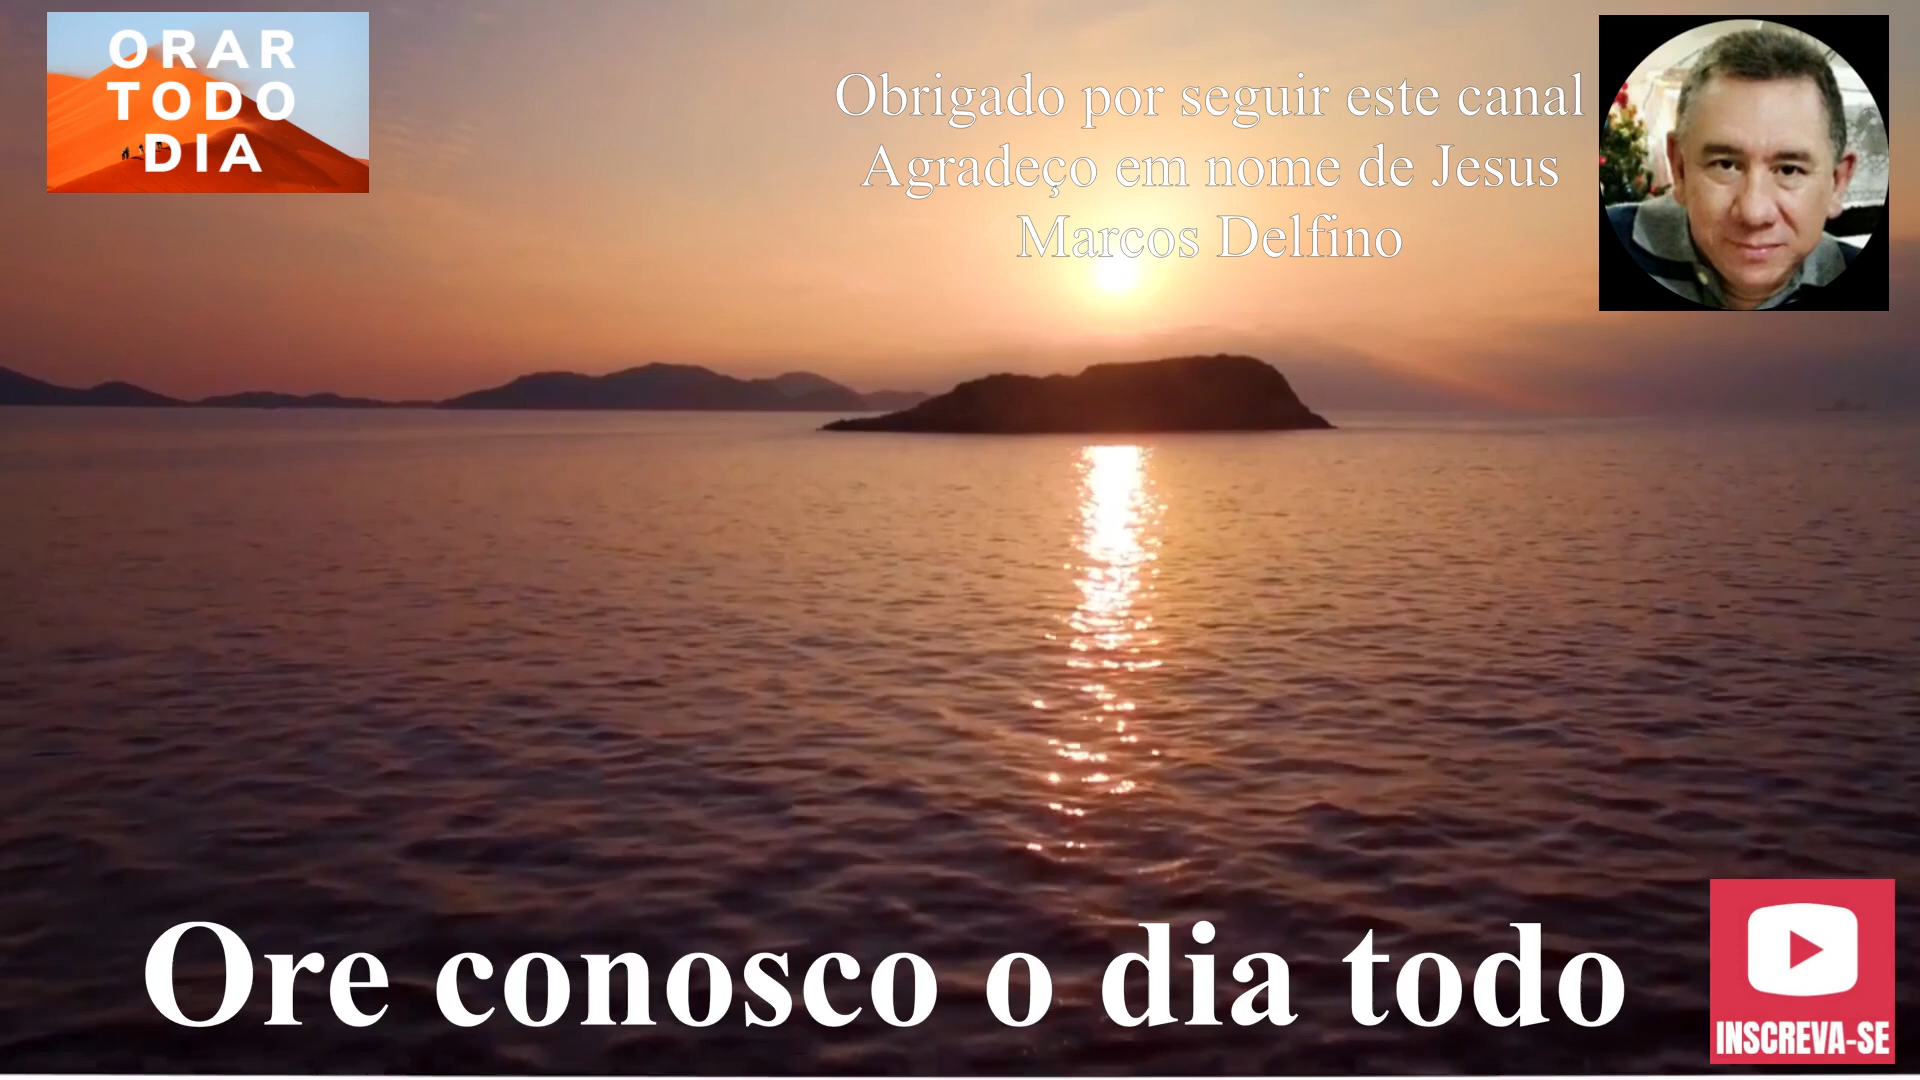 ORAR
TODO
DIA
Obrigado por seguir este canal
Agradeço em nome de Jesus
Marcos Delfino
Ore conosco o dia todo
INSCREVA-SE